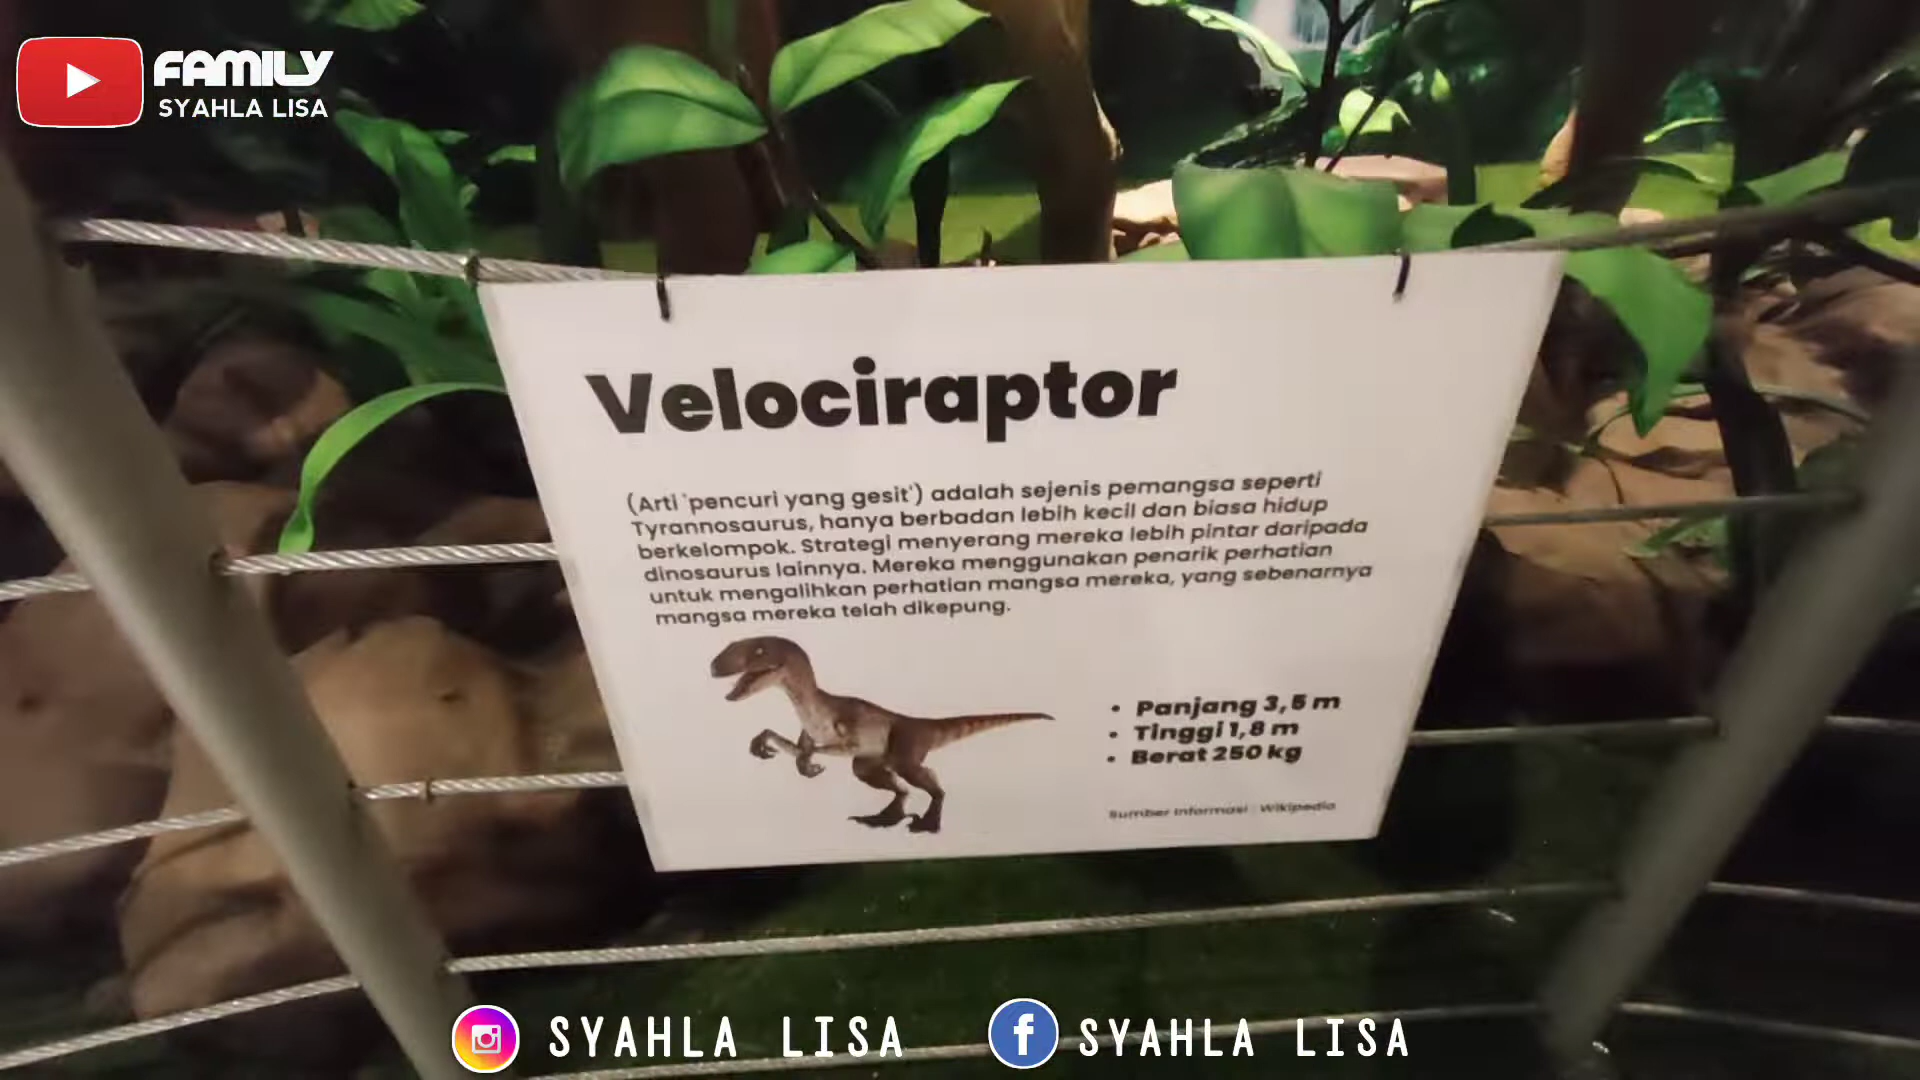 FAMILY
SYAHLA LISA
Velociraptor
(Arti 'pencuri yang gesit') adalah sejenis pemangsa seperti
Tyrannosaurus, hanya berbadan lebih kecil dan biasa hidup
berkelompok. Strategi menyerang mereka lebih pintar daripada
dinosaurus lainnya. Mereka menggunakan penarik perhatian
untuk mengalihkan perhatian mangsa mereka, yang sebenarnya
mangsa mereka telah dikepung.
• Panjang 3,5 m
• Tinggi 1,8 m
• Berat 250 kg
Sumber Informasi : Wikipedia
SYAHLA LISA
SYAHLA LISA